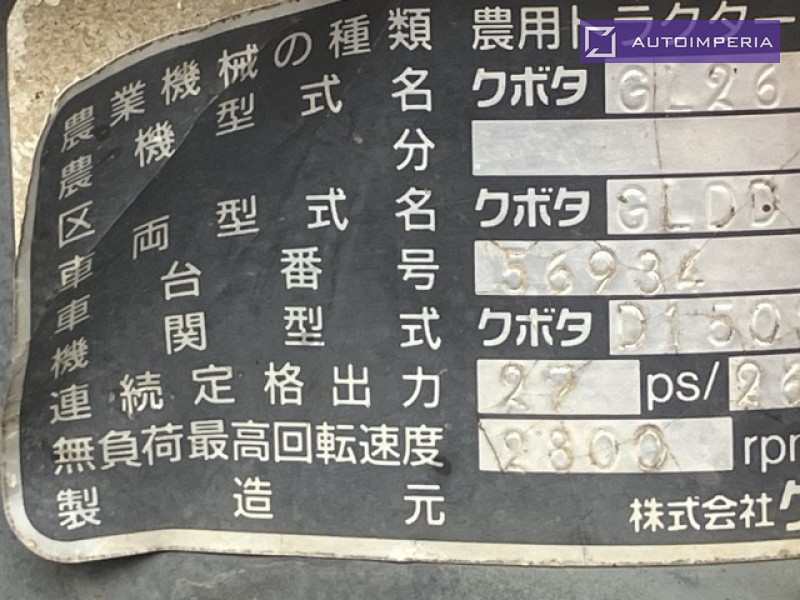 AUTOIMPERIA
農業機械の種類 農用トラクター
農機型式名 クボタ GL26
区分
車両型式名 クボタ GLDD
車台番号 56934
機関型式 クボタ D150
連続定格出力 27 ps/26
無負荷最高回転速度 2800 rpm
製造元 株式会社ク